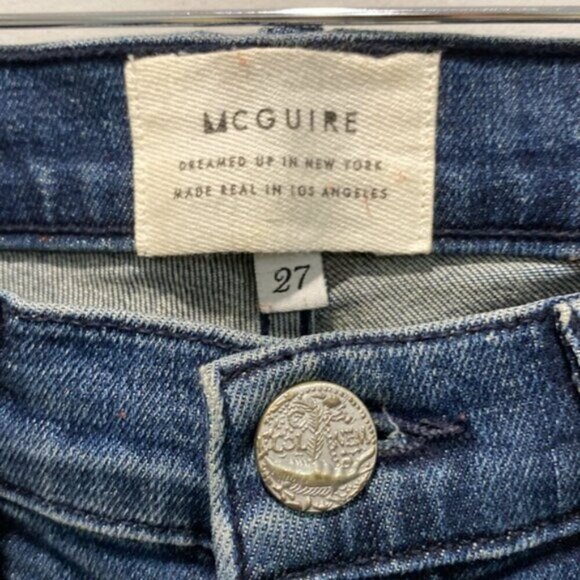 MCGUIRE
DREAMED UP IN NEW YORK
MADE REAL IN LOS ANGELES
27